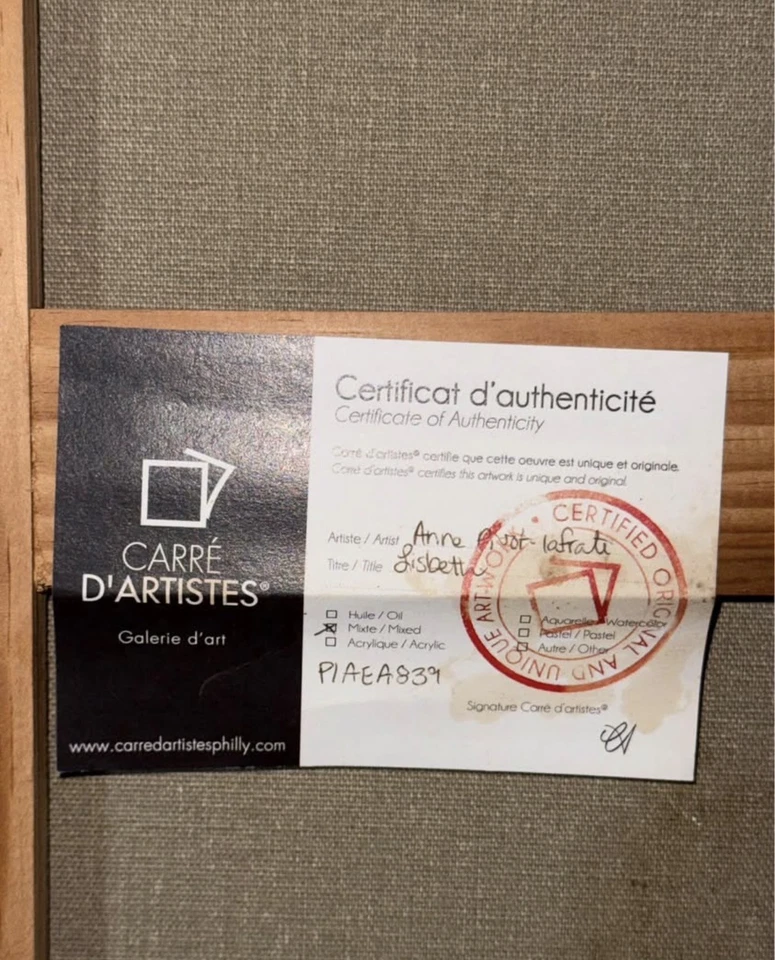 CARRÉ
D'ARTISTES®
Galerie d'art
www.carredartistesphilly.com
Certificat d'authenticité
Certificate of Authenticity
Carré d'artistes® certifie que cette oeuvre est unique et originale.
Carré d'artistes® certifies this artwork is unique and original.
Artiste / Artist Anne
Titre / Title Lisbeth
Huile / Oil
Mixte / Mixed
Acrylique / Acrylic
Aquarelle / Watercolor
Pastel / Pastel
Autre / Other
PIAEA839
Signature Carré d'artistes®
CERTIFIED ORIGINAL AND UNIQUE ARTWORK